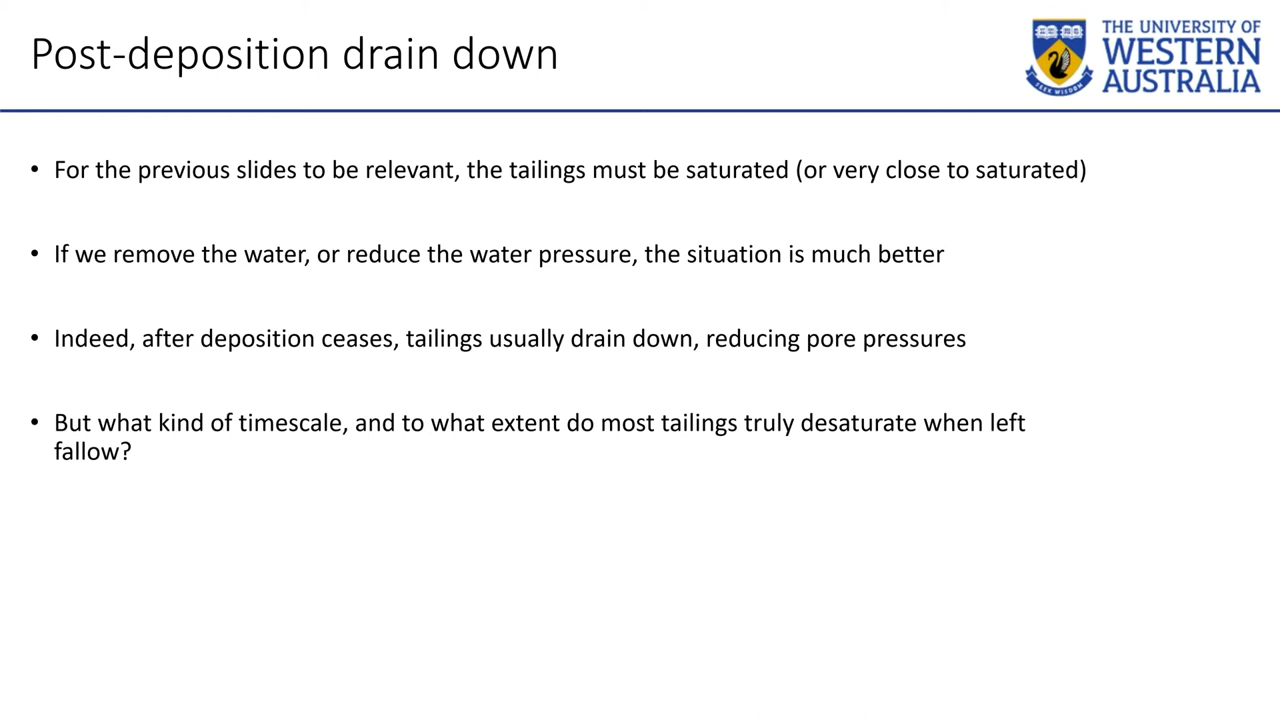 Post-deposition drain down
THE UNIVERSITY OF
WESTERN
AUSTRALIA
SEEK WISDOM
• For the previous slides to be relevant, the tailings must be saturated (or very close to saturated)
• If we remove the water, or reduce the water pressure, the situation is much better
• Indeed, after deposition ceases, tailings usually drain down, reducing pore pressures
• But what kind of timescale, and to what extent do most tailings truly desaturate when left
fallow?